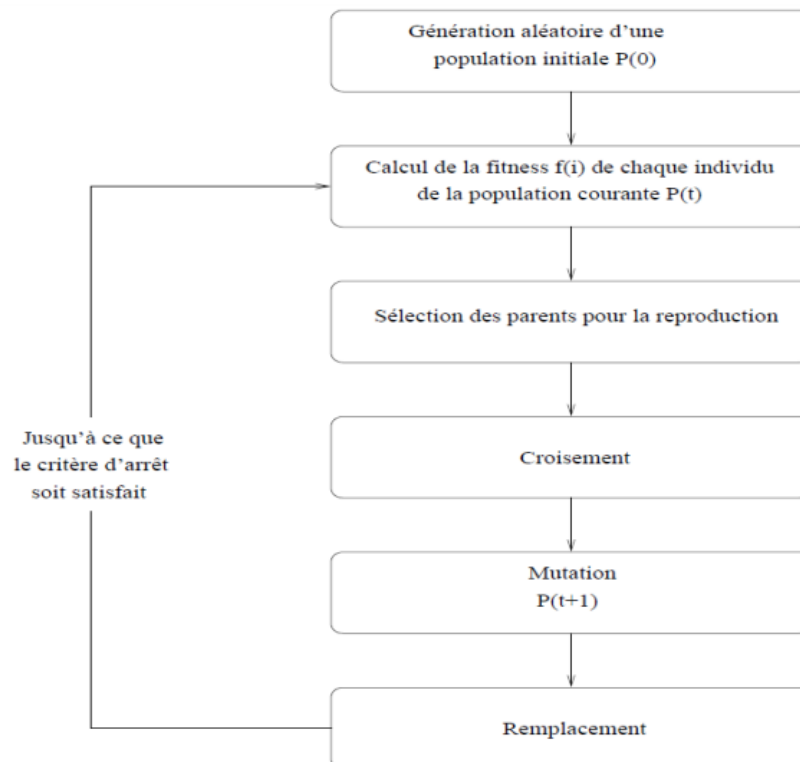 Génération aléatoire d'une
population initiale P(0)
Calcul de la fitness f(i) de chaque individu
de la population courante P(t)
Sélection des parents pour la reproduction
Croisement
Jusqu'à ce que
le critère d'arrêt
soit satisfait
Mutation
P(t+1)
Remplacement